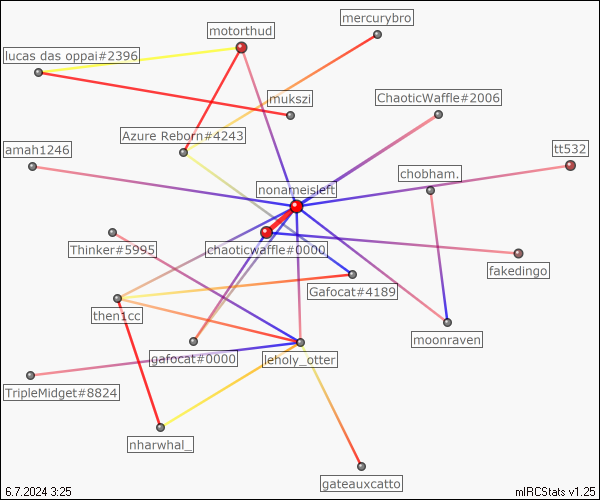 mercurybro
motorthud
lucas das oppai#2396
mukszi
ChaoticWaffle#2006
Azure Reborn#4243
amah1246
tt532
chobham.
nonameisleft
Thinker#5995
chaoticwaffle#0000
fakedingo
Gafocat#4189
then1cc
moonraven
gafocat#0000
leholy_otter
TripleMidget#8824
nharwhal_
gateauxcatto
6.7.2024 3:25
mIRCStats v1.25